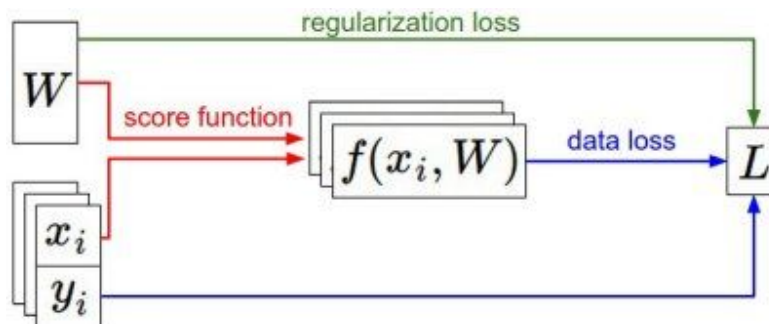 regularization loss
W
score function
f(x_i, W)
data loss
L
x_i
y_i